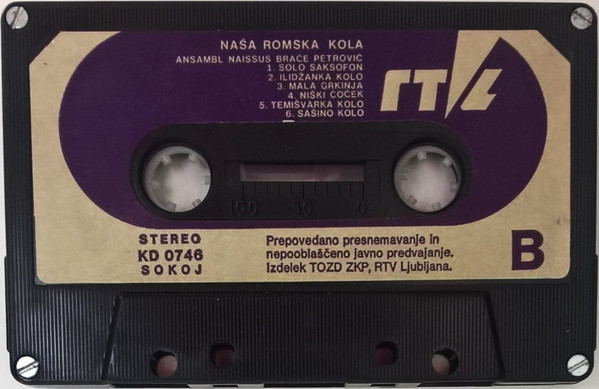 NAŠA ROMSKA KOLA
ANSAMBL NAISSUS BRAĆE PETROVIĆ
1. SOLO SAKSOFON
2. ILIDŽANKA KOLO
3. MALA GRKINJA
4. NIŠKI ČOČEK
5. TEMIŠVARKA KOLO
6. SAŠINO KOLO
RTVL
100 50 0
STEREO
KD 0746
SOKOJ
Prepovedano presnemavanje in
nepooblaščeno javno predvajanje.
Izdelek TOZD ZKP, RTV Ljubljana.
B